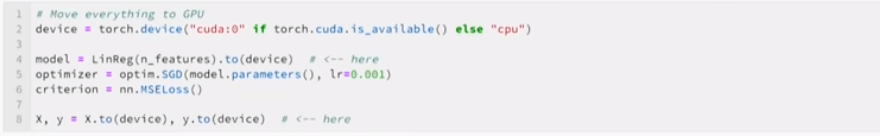 1 # Move everything to GPU
2 device = torch.device("cuda:0" if torch.cuda.is_available() else "cpu")
3
4 model = LinReg(n_features).to(device)  # <-- here
5 optimizer = optim.SGD(model.parameters(), lr=0.001)
6 criterion = nn.MSELoss()
7
8 X, y = X.to(device), y.to(device)  # <-- here